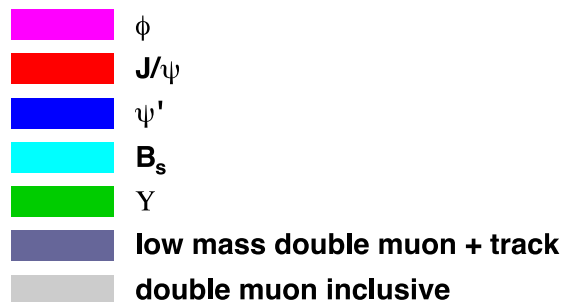 ϕ
J/ψ
ψ'
Bₛ
Υ
low mass double muon + track
double muon inclusive